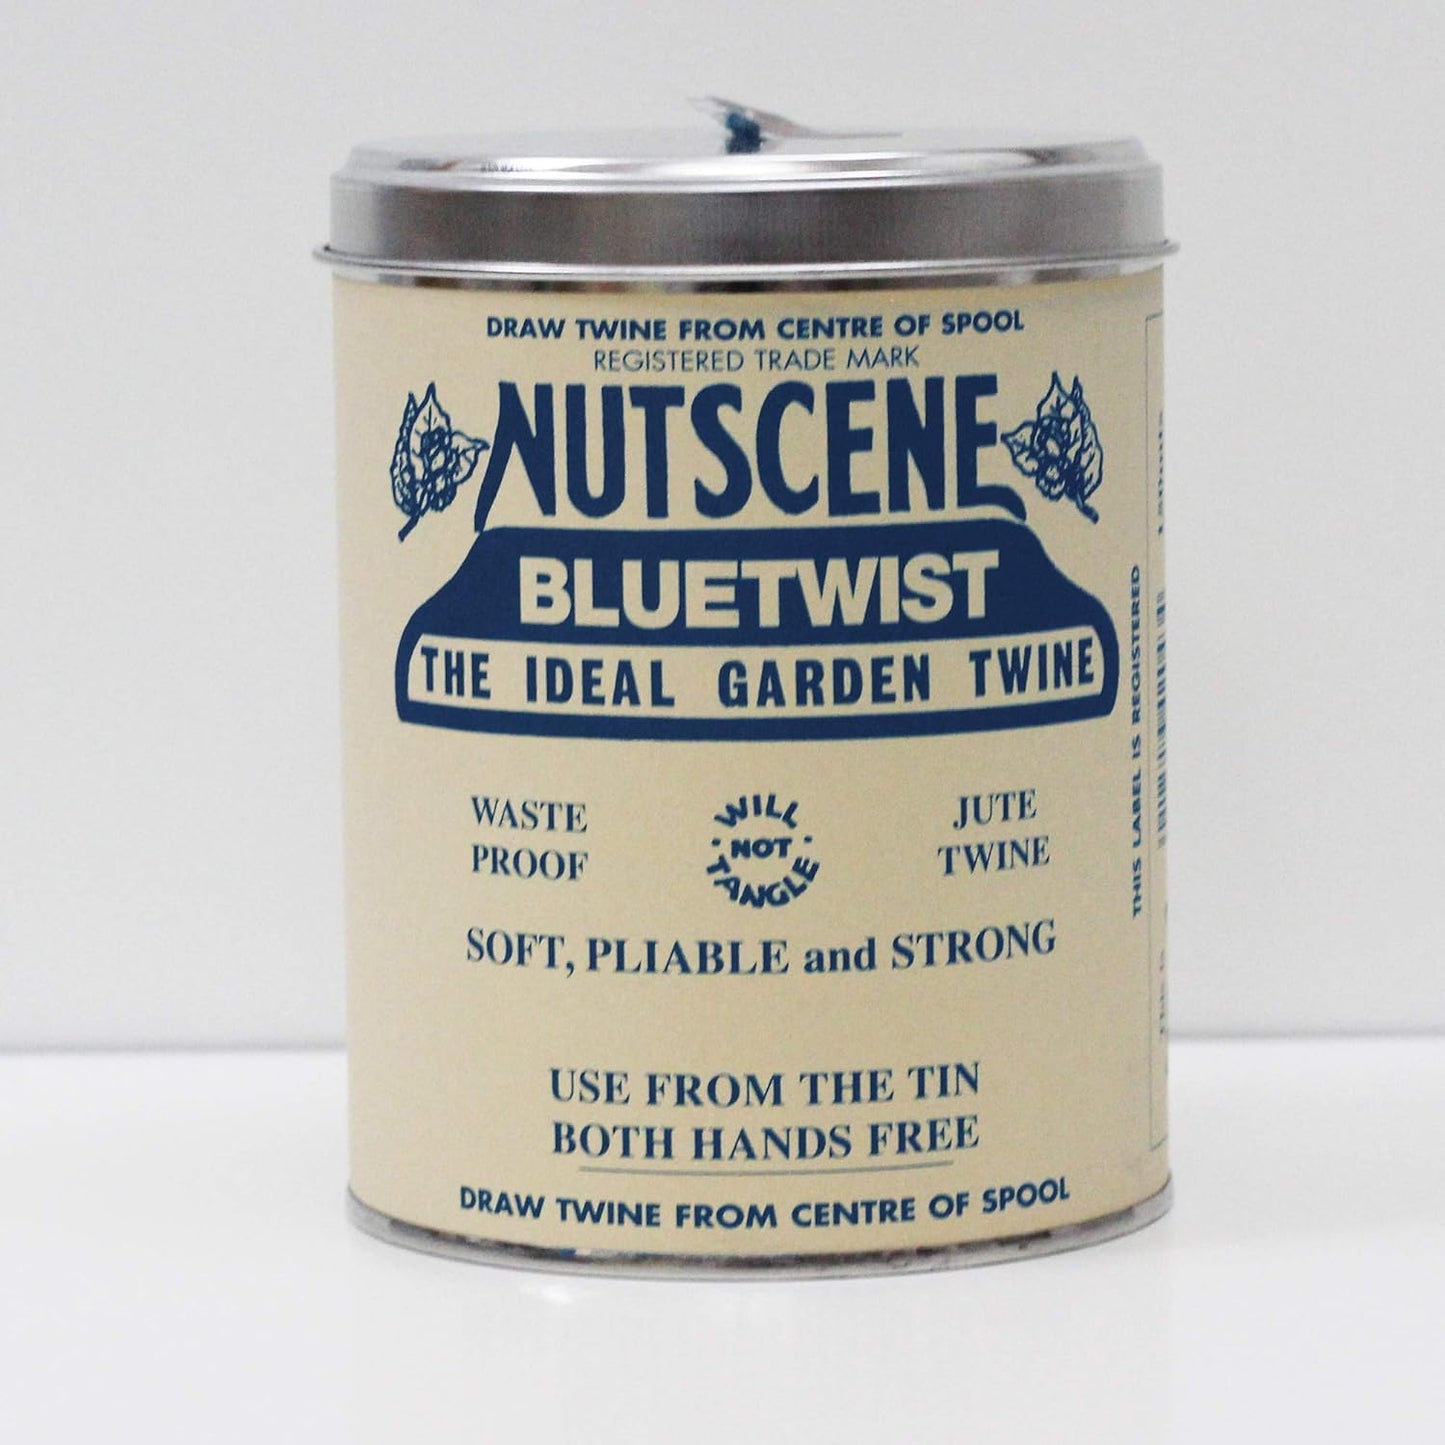 DRAW TWINE FROM CENTRE OF SPOOL
REGISTERED TRADE MARK
NUTSCENE
BLUETWIST
THE IDEAL GARDEN TWINE
WASTE
PROOF
WILL
NOT
TANGLE
JUTE
TWINE
SOFT, PLIABLE and STRONG
USE FROM THE TIN
BOTH HANDS FREE
DRAW TWINE FROM CENTRE OF SPOOL
THIS LABEL IS REGISTERED